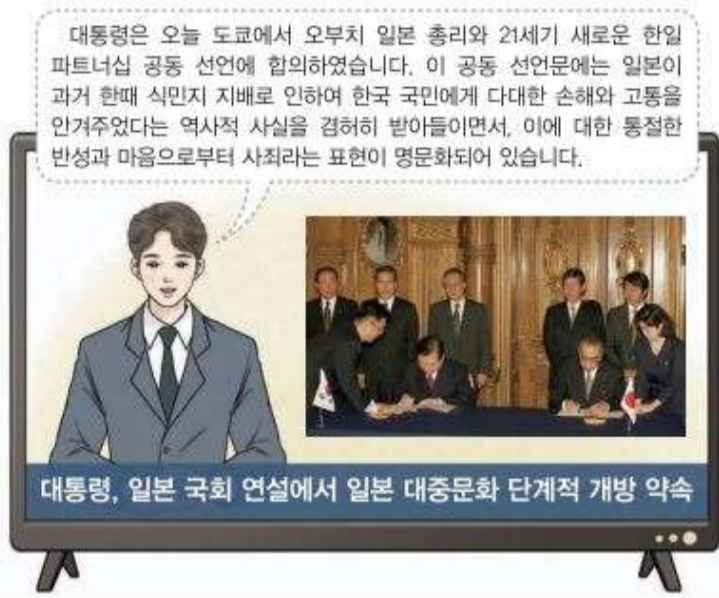 대통령은 오늘 도쿄에서 오부치 일본 총리와 21세기 새로운 한일
파트너십 공동 선언에 합의하였습니다. 이 공동 선언문에는 일본이
과거 한때 식민지 지배로 인하여 한국 국민에게 다대한 손해와 고통을
안겨주었다는 역사적 사실을 겸허히 받아들이면서, 이에 대한 통절한
반성과 마음으로부터 사죄라는 표현이 명문화되어 있습니다.
대통령, 일본 국회 연설에서 일본 대중문화 단계적 개방 약속